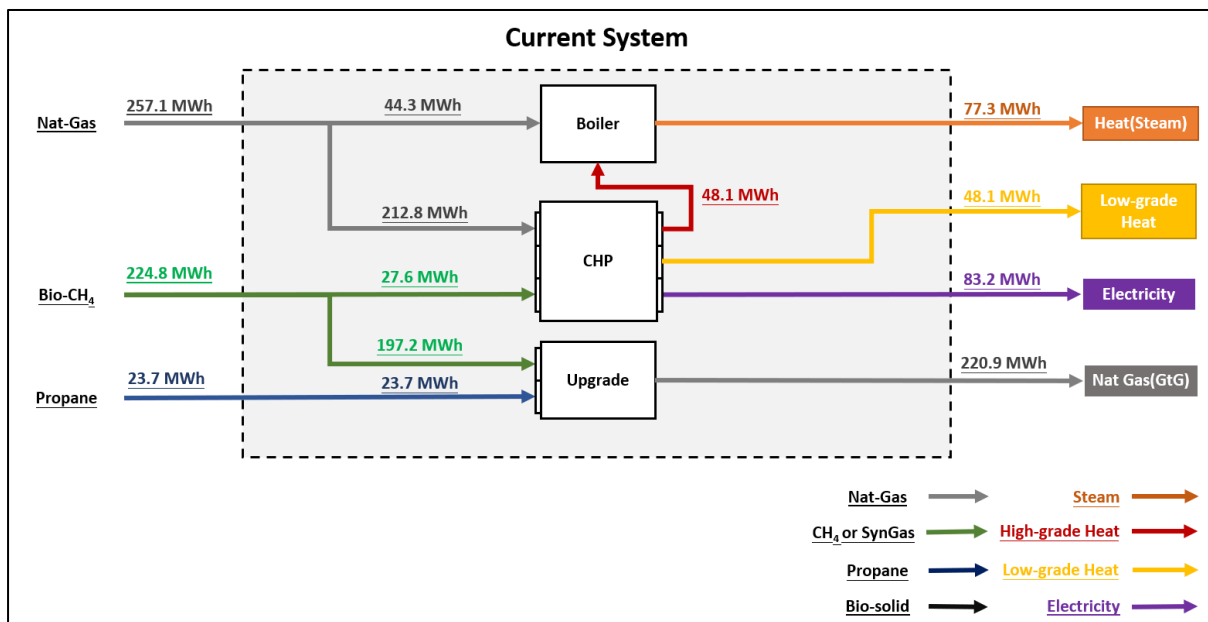 Current System
257.1 MWh
44.3 MWh
77.3 MWh
Nat-Gas
Boiler
Heat(Steam)
48.1 MWh
48.1 MWh
Low-grade
Heat
212.8 MWh
CHP
224.8 MWh
27.6 MWh
83.2 MWh
Bio-CH₄
Electricity
197.2 MWh
220.9 MWh
23.7 MWh
23.7 MWh
Upgrade
Nat Gas(GtG)
Propane
Nat-Gas
Steam
CH₄ or SynGas
High-grade Heat
Propane
Low-grade Heat
Bio-solid
Electricity